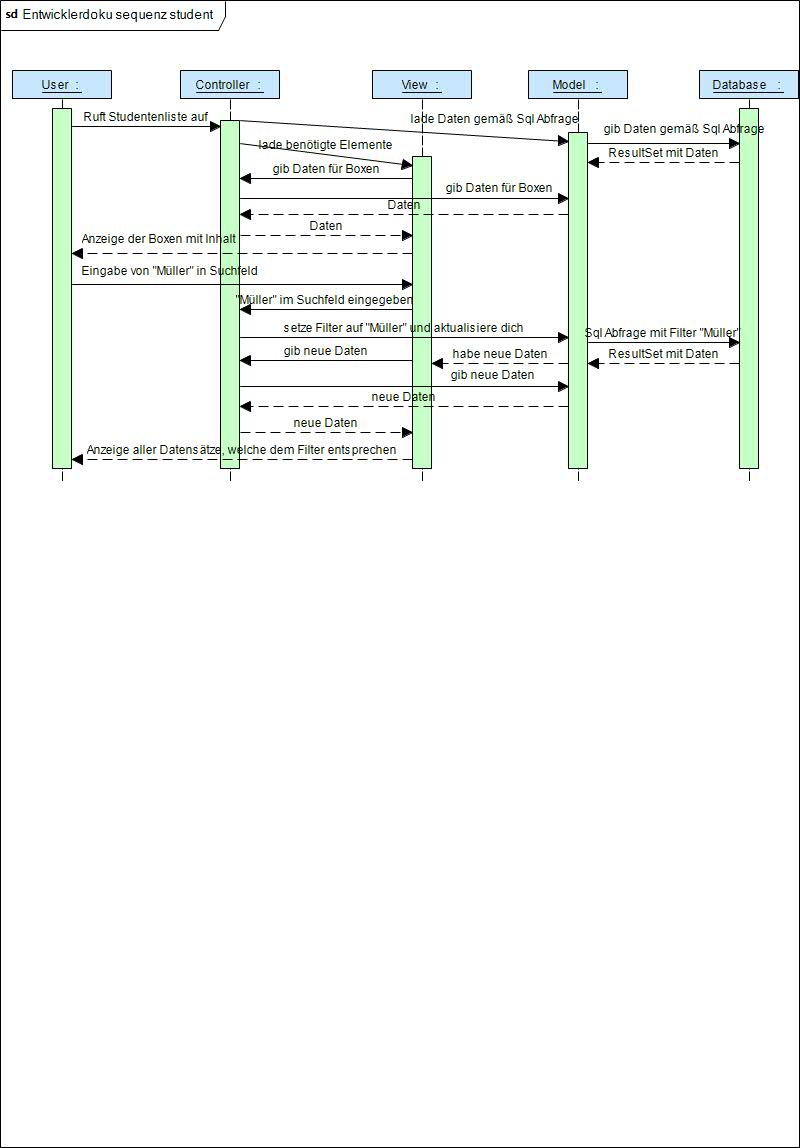 sd Entwicklerdoku sequenz student
User :
Controller :
View :
Model :
Database :
Ruft Studentenliste auf
lade Daten gemäß Sql Abfrage
gib Daten gemäß Sql Abfrage
lade benötigte Elemente
ResultSet mit Daten
gib Daten für Boxen
gib Daten für Boxen
Daten
Daten
Anzeige der Boxen mit Inhalt
Eingabe von "Müller" in Suchfeld
"Müller" im Suchfeld eingegeben
setze Filter auf "Müller" und aktualisiere dich
Sql Abfrage mit Filter "Müller"
gib neue Daten
habe neue Daten
ResultSet mit Daten
gib neue Daten
neue Daten
neue Daten
Anzeige aller Datensätze, welche dem Filter entsprechen